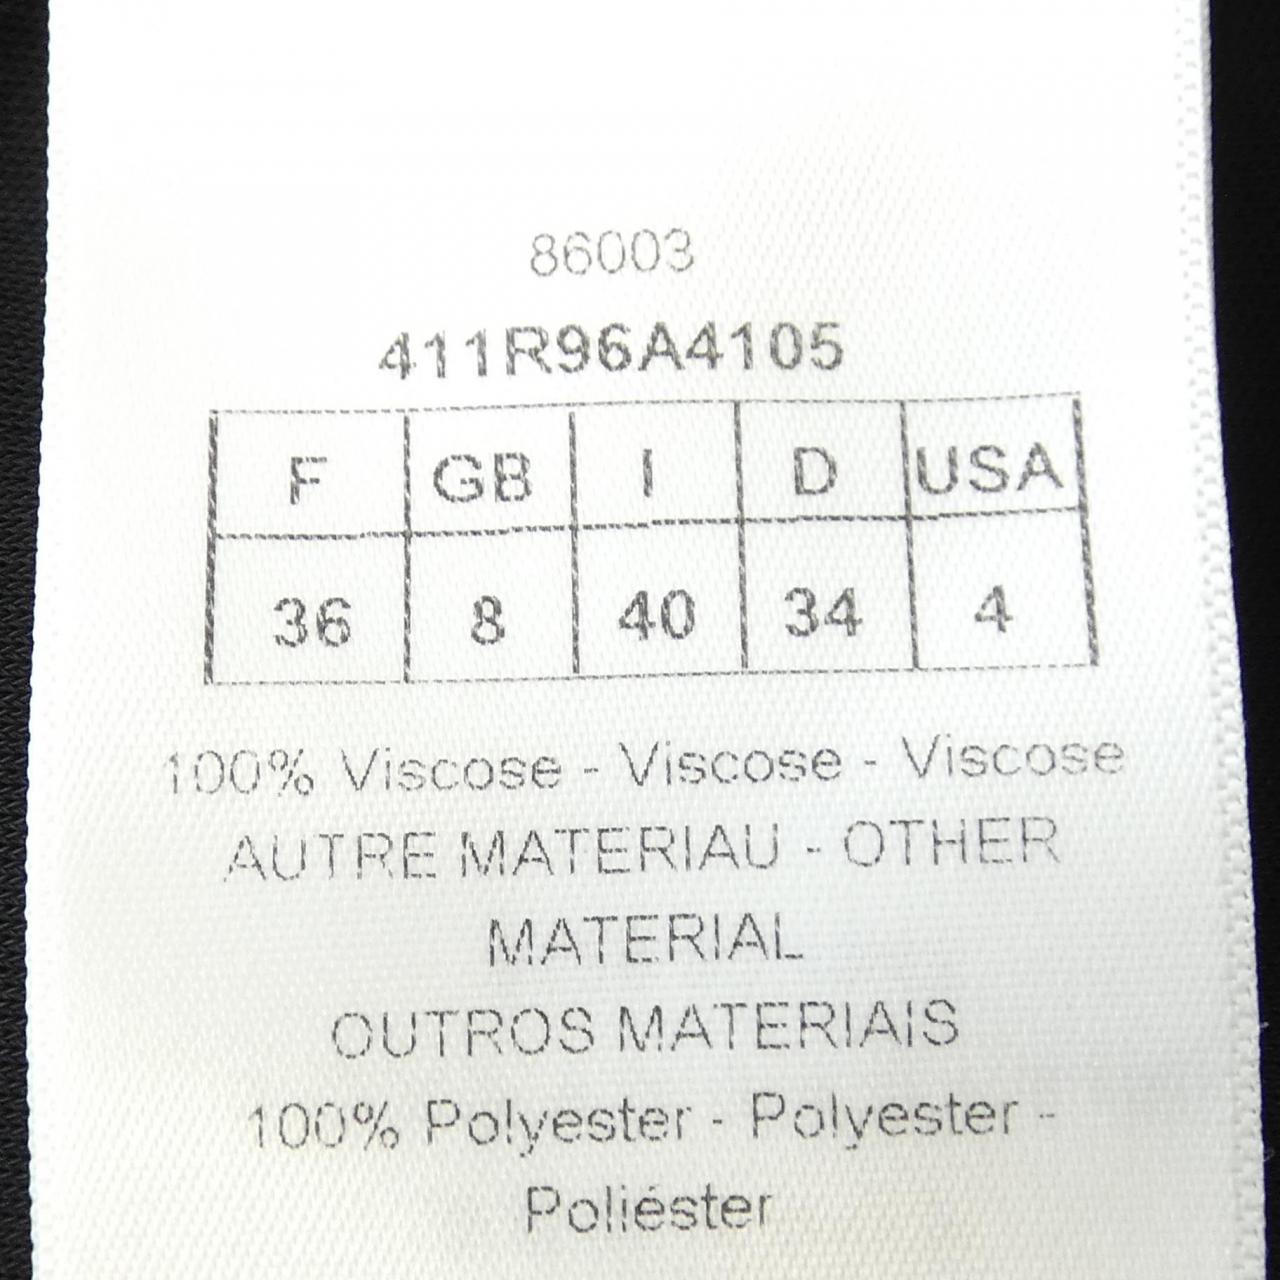 86003
411R96A4105
F GB I D USA
36 8 40 34 4
100% Viscose - Viscose - Viscose
AUTRE MATERIAU - OTHER
MATERIAL
OUTROS MATERIAIS
100% Polyester - Polyester -
Poliéster